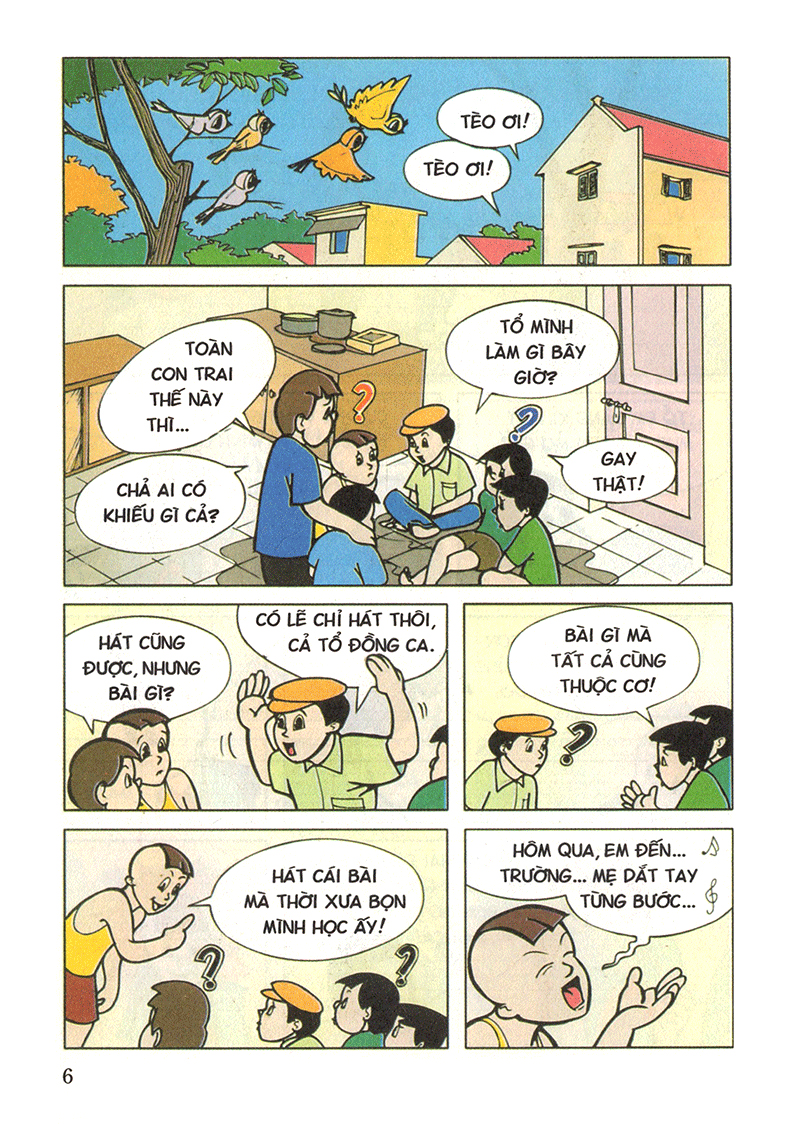 TÈO ƠI!
TÈO ƠI!
TOÀN
CON TRAI
THẾ NÀY
THÌ...
TỔ MÌNH
LÀM GÌ BÂY
GIỜ?
CHẢ AI CÓ
KHIẾU GÌ CẢ?
GAY
THẬT!
?
?
HÁT CŨNG
ĐƯỢC, NHƯNG
BÀI GÌ?
CÓ LẼ CHỈ HÁT THÔI,
CẢ TỔ ĐỒNG CA.
BÀI GÌ MÀ
TẤT CẢ CÙNG
THUỘC CƠ!
?
HÁT CÁI BÀI
MÀ THỜI XƯA BỌN
MÌNH HỌC ẤY!
?
?
HÔM QUA, EM ĐẾN...
TRƯỜNG... MẸ DẮT TAY
TỪNG BƯỚC...
6